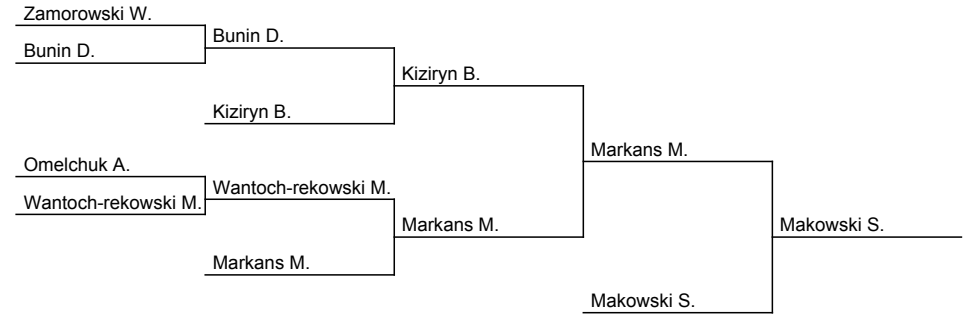 Zamorowski W.
Bunin D.
Bunin D.
Kiziryn B.
Kiziryn B.
Omelchuk A.
Markans M.
Wantoch-rekowski M.
Wantoch-rekowski M.
Markans M.
Makowski S.
Markans M.
Makowski S.